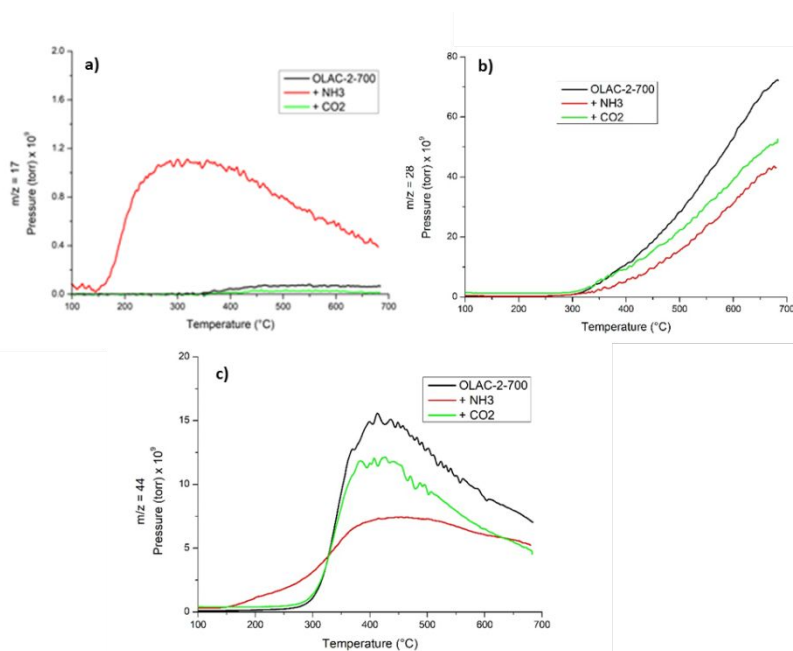 a)
OLAC-2-700
+ NH3
+ CO2
m/z = 17
Pressure (torr) x 10⁹
2.0
1.6
1.2
0.8
0.4
0.0
100 200 300 400 500 600 700
Temperature (°C)
b)
OLAC-2-700
+ NH3
+ CO2
m/z = 28
Pressure (torr) x 10⁹
80
60
40
20
0
100 200 300 400 500 600 700
Temperature (°C)
c)
OLAC-2-700
+ NH3
+ CO2
m/z = 44
Pressure (torr) x 10⁹
20
15
10
5
0
100 200 300 400 500 600 700
Temperature (°C)